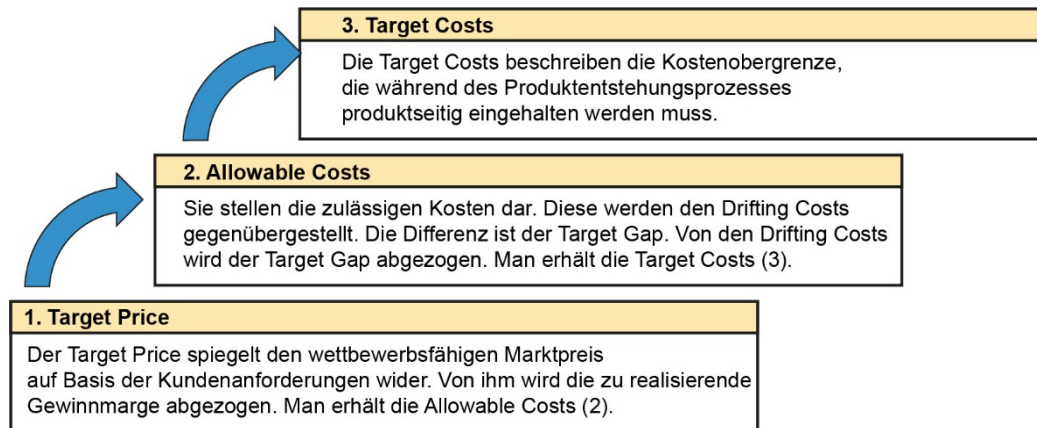 3. Target Costs
Die Target Costs beschreiben die Kostenobergrenze,
die während des Produktentstehungsprozesses
produktseitig eingehalten werden muss.
2. Allowable Costs
Sie stellen die zulässigen Kosten dar. Diese werden den Drifting Costs
gegenübergestellt. Die Differenz ist der Target Gap. Von den Drifting Costs
wird der Target Gap abgezogen. Man erhält die Target Costs (3).
1. Target Price
Der Target Price spiegelt den wettbewerbsfähigen Marktpreis
auf Basis der Kundenanforderungen wider. Von ihm wird die zu realisierende
Gewinnmarge abgezogen. Man erhält die Allowable Costs (2).